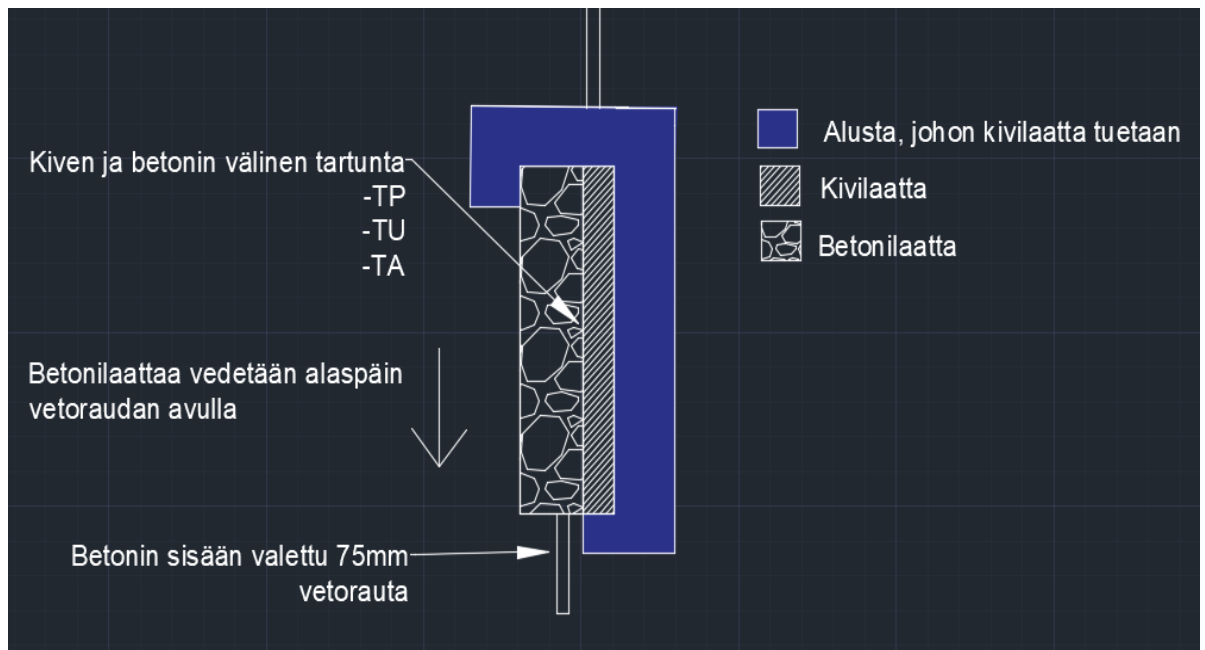 Kiven ja betonin välinen tartunta
-TP
-TU
-TA
Betonilaattaa vedetään alaspäin
vetoraudan avulla
Betonin sisään valettu 75mm
vetorauta
Alusta, johon kivilaatta tuetaan
Kivilaatta
Betonilaatta